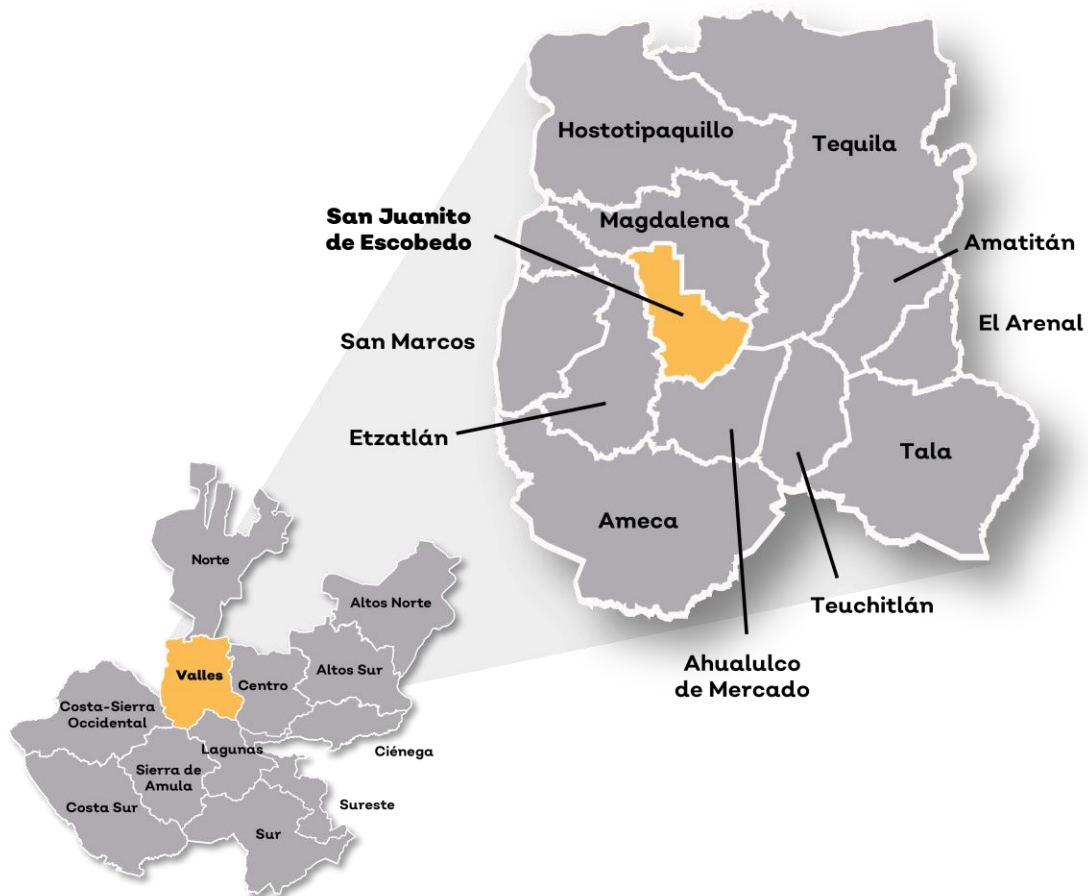 Hostotipaquillo
Tequila
San Juanito
de Escobedo
Magdalena
Amatitán
El Arenal
San Marcos
Etzatlán
Tala
Ameca
Teuchitlán
Ahualulco
de Mercado
Norte
Altos Norte
Valles
Centro
Altos Sur
Costa-Sierra
Occidental
Lagunas
Ciénega
Sierra de
Amula
Costa Sur
Sureste
Sur